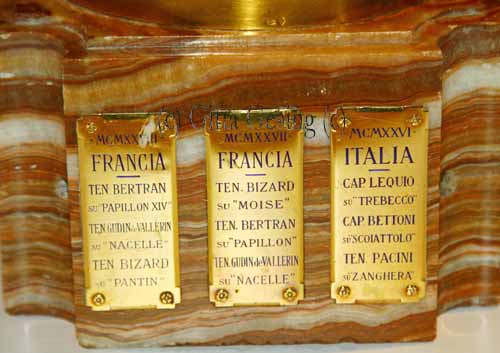 MCMXXVIII
FRANCIA
TEN BERTRAN
SU "PAPILLON XIV"
TEN GUDIN de VALLERIN
SU "NACELLE"
TEN BIZARD
SU "PANTIN"
MCMXXVII
FRANCIA
TEN. BIZARD
SU "MOISE"
TEN. BERTRAN
SU "PAPILLON"
TEN. GUDIN de VALLERIN
SU "NACELLE"
MCMXXVI
ITALIA
CAP. LEQUIO
SU "TREBECCO"
CAP. BETTONI
SU "SCOIATTOLO"
TEN. PACINI
SU "ZANGHERA"